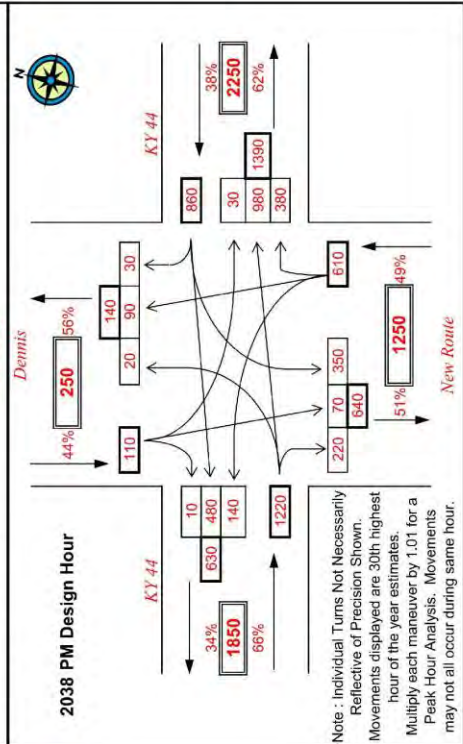 2038 PM Design Hour
N
Dennis
44%
250
56%
110
140
20
90
30
KY 44
KY 44
34%
1850
66%
630
10
480
140
1220
860
30
980
380
1390
38%
2250
62%
220
70
350
640
610
51%
1250
49%
New Route
Note : Individual Turns Not Necessarily
Reflective of Precision Shown.
Movements displayed are 30th highest
hour of the year estimates.
Multiply each maneuver by 1.01 for a
Peak Hour Analysis. Movements
may not all occur during same hour.